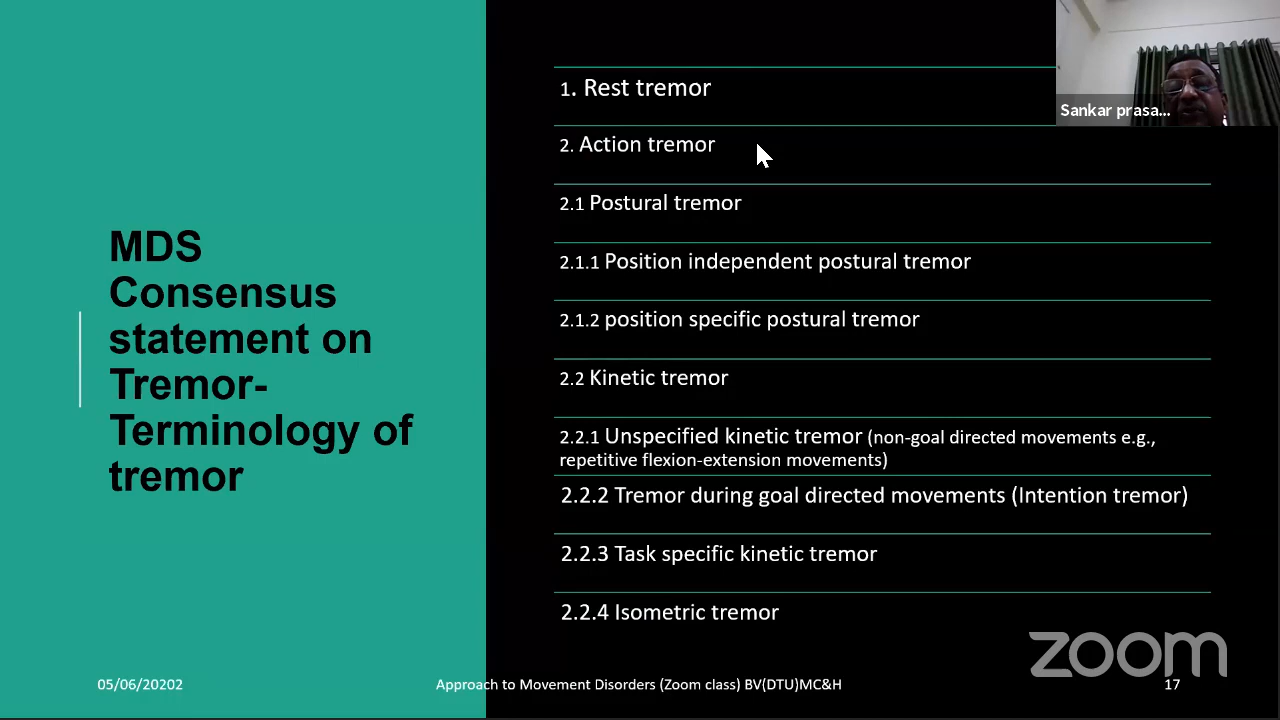 MDS
Consensus
statement on
Tremor-
Terminology of
tremor
1. Rest tremor
2. Action tremor
2.1 Postural tremor
2.1.1 Position independent postural tremor
2.1.2 position specific postural tremor
2.2 Kinetic tremor
2.2.1 Unspecified kinetic tremor (non-goal directed movements e.g.,
repetitive flexion-extension movements)
2.2.2 Tremor during goal directed movements (Intention tremor)
2.2.3 Task specific kinetic tremor
2.2.4 Isometric tremor
Sankar prasa...
zoom
05/06/20202
Approach to Movement Disorders (Zoom class) BV(DTU)MC&H
17